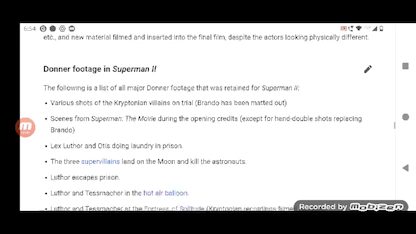 6:54
etc., and new material filmed and inserted into the final film, despite the actors looking physically different.
Donner footage in Superman II
The following is a list of all major Donner footage that was retained for Superman II:
• Various shots of the Kryptonian villains on trial (Brando has been matted out)
• Scenes from Superman: The Movie during the opening credits (except for hand-double shots replacing
Brando)
• Lex Luthor and Otis doing laundry in prison.
• The three supervillains land on the Moon and kill the astronauts.
• Luthor escapes prison.
• Luthor and Tessmacher in the hot air balloon.
• Luthor and Tessmacher at the Fortress of Solitude (Kryptonian recordings filmed
Recorded by Mobizen